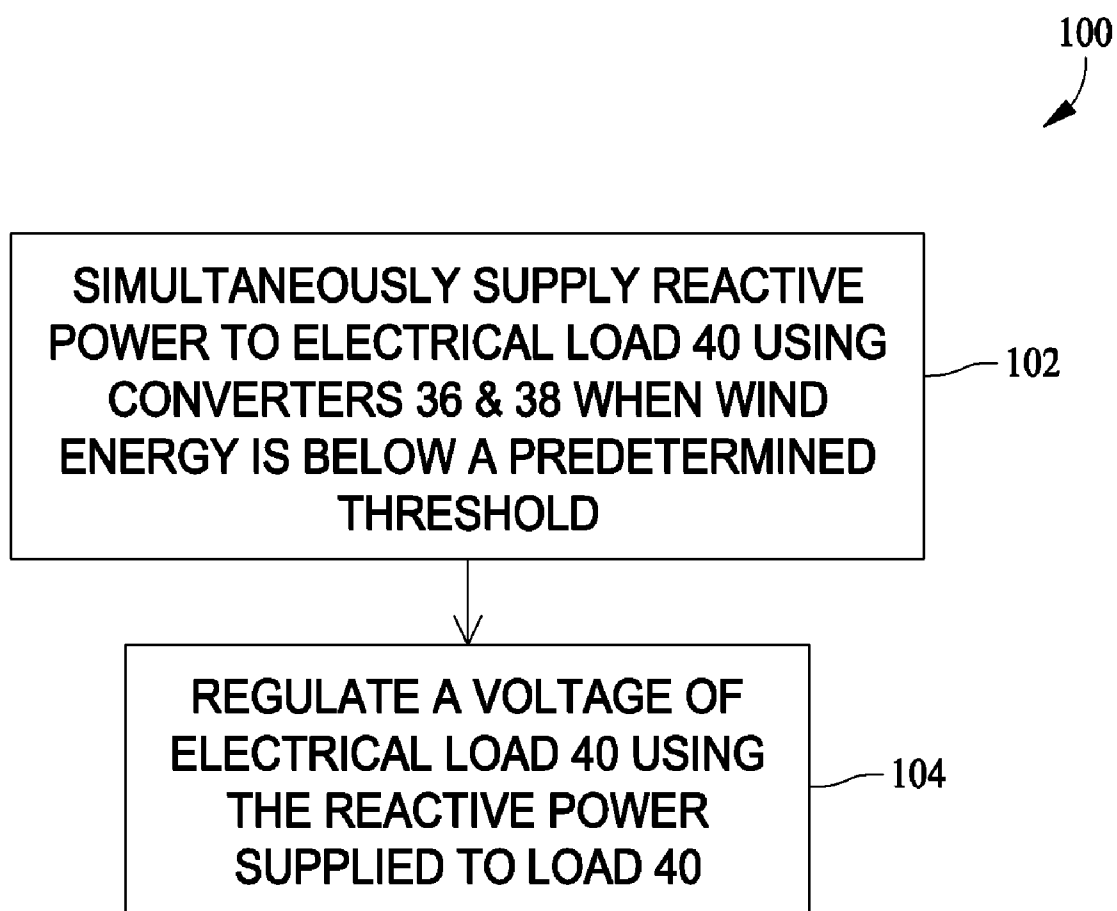 100
SIMULTANEOUSLY SUPPLY REACTIVE
POWER TO ELECTRICAL LOAD 40 USING
CONVERTERS 36 & 38 WHEN WIND
ENERGY IS BELOW A PREDETERMINED
THRESHOLD
102
REGULATE A VOLTAGE OF
ELECTRICAL LOAD 40 USING
THE REACTIVE POWER
SUPPLIED TO LOAD 40
104